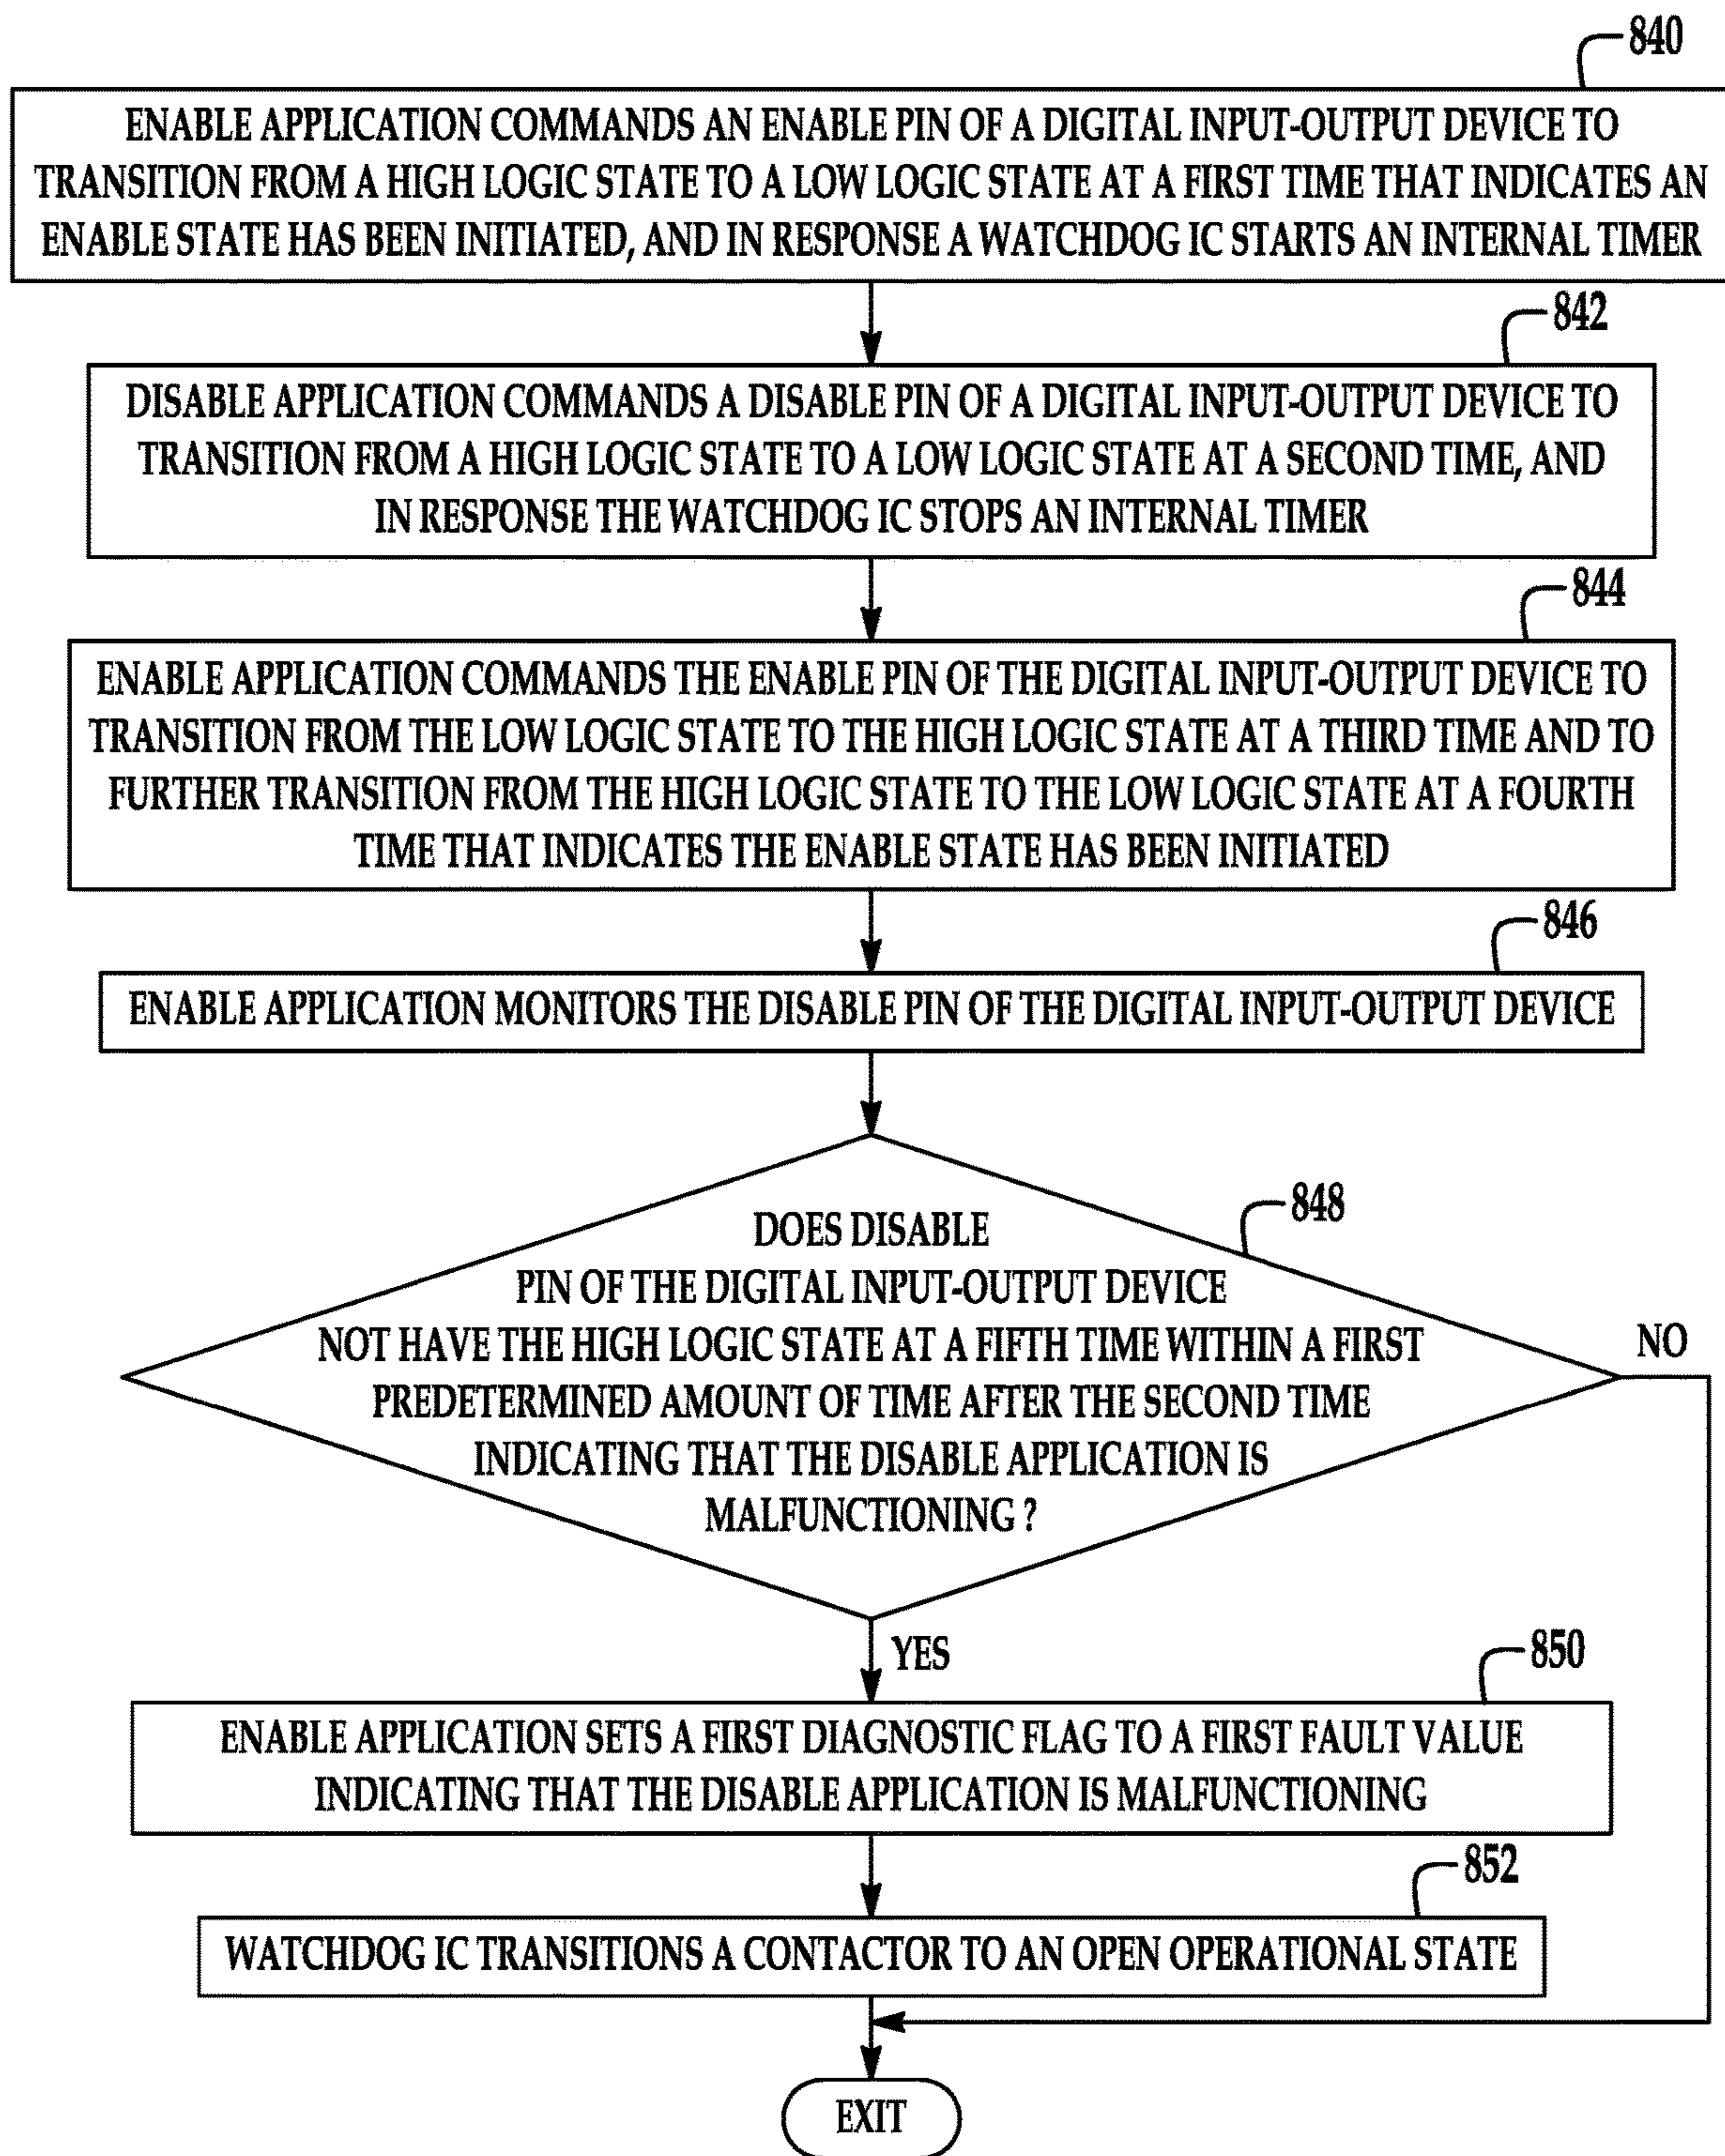 840
ENABLE APPLICATION COMMANDS AN ENABLE PIN OF A DIGITAL INPUT-OUTPUT DEVICE TO
TRANSITION FROM A HIGH LOGIC STATE TO A LOW LOGIC STATE AT A FIRST TIME THAT INDICATES AN
ENABLE STATE HAS BEEN INITIATED, AND IN RESPONSE A WATCHDOG IC STARTS AN INTERNAL TIMER
842
DISABLE APPLICATION COMMANDS A DISABLE PIN OF A DIGITAL INPUT-OUTPUT DEVICE TO
TRANSITION FROM A HIGH LOGIC STATE TO A LOW LOGIC STATE AT A SECOND TIME, AND
IN RESPONSE THE WATCHDOG IC STOPS AN INTERNAL TIMER
844
ENABLE APPLICATION COMMANDS THE ENABLE PIN OF THE DIGITAL INPUT-OUTPUT DEVICE TO
TRANSITION FROM THE LOW LOGIC STATE TO THE HIGH LOGIC STATE AT A THIRD TIME AND TO
FURTHER TRANSITION FROM THE HIGH LOGIC STATE TO THE LOW LOGIC STATE AT A FOURTH
TIME THAT INDICATES THE ENABLE STATE HAS BEEN INITIATED
846
ENABLE APPLICATION MONITORS THE DISABLE PIN OF THE DIGITAL INPUT-OUTPUT DEVICE
848
DOES DISABLE
PIN OF THE DIGITAL INPUT-OUTPUT DEVICE
NOT HAVE THE HIGH LOGIC STATE AT A FIFTH TIME WITHIN A FIRST
PREDETERMINED AMOUNT OF TIME AFTER THE SECOND TIME
INDICATING THAT THE DISABLE APPLICATION IS
MALFUNCTIONING ?
NO
YES
850
ENABLE APPLICATION SETS A FIRST DIAGNOSTIC FLAG TO A FIRST FAULT VALUE
INDICATING THAT THE DISABLE APPLICATION IS MALFUNCTIONING
852
WATCHDOG IC TRANSITIONS A CONTACTOR TO AN OPEN OPERATIONAL STATE
EXIT